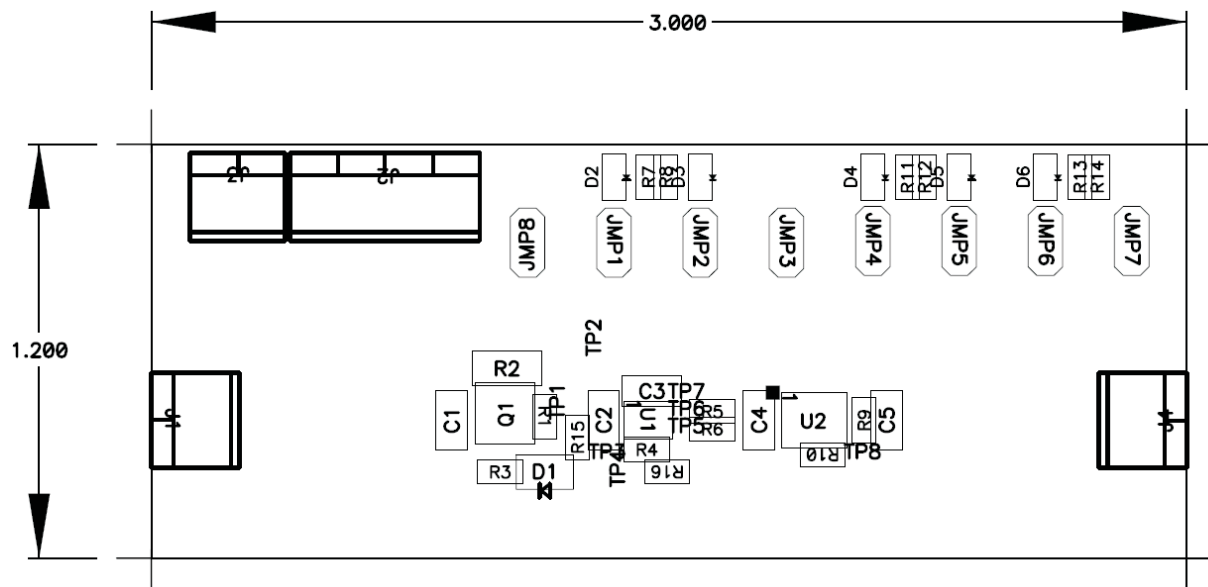 3.000
1.200
J3
J2
D2
R7
R8
D3
D4
R11
R12
D5
D6
R13
R14
JMP8
JMP1
JMP2
JMP3
JMP4
JMP5
JMP6
JMP7
TP2
R2
C3
TP7
J1
C1
Q1
R1
TP1
C2
1
U1
TP6
R5
TP5
R6
C4
1
U2
R9
C5
J4
R15
TP3
R4
R10
TP8
R3
D1
TP4
R16